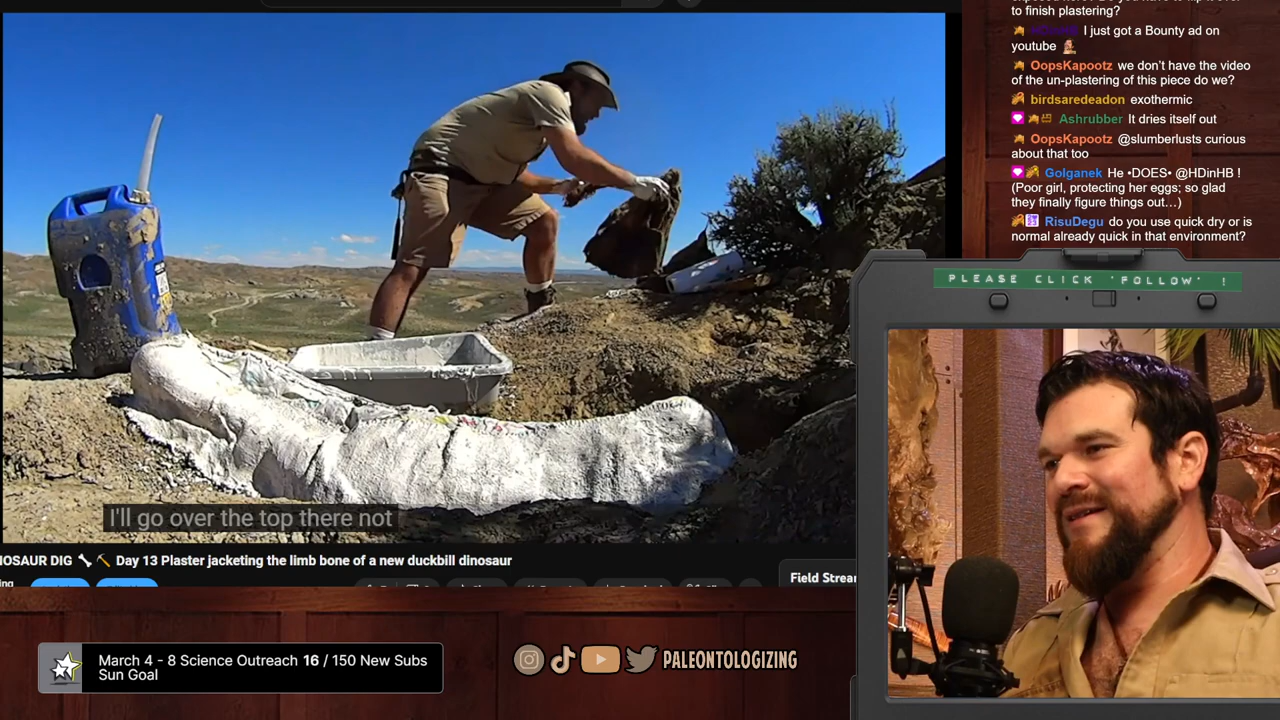 to finish plastering?
I just got a Bounty ad on
youtube
OopsKapootz we don't have the video
of the un-plastering of this piece do we?
birdsaredeadon exothermic
Ashrubber It dries itself out
OopsKapootz @slumberlusts curious
about that too
Golganek He •DOES• @HDinHB !
(Poor girl, protecting her eggs; so glad
they finally figure things out…)
RisuDegu do you use quick dry or is
normal already quick in that environment?
PLEASE CLICK 'FOLLOW' !
I'll go over the top there not
NOSAUR DIG 🦴 ⛏️ Day 13 Plaster jacketing the limb bone of a new duckbill dinosaur
Field Strea
March 4 - 8 Science Outreach 16 / 150 New Subs
Sun Goal
PALEONTOLOGIZING